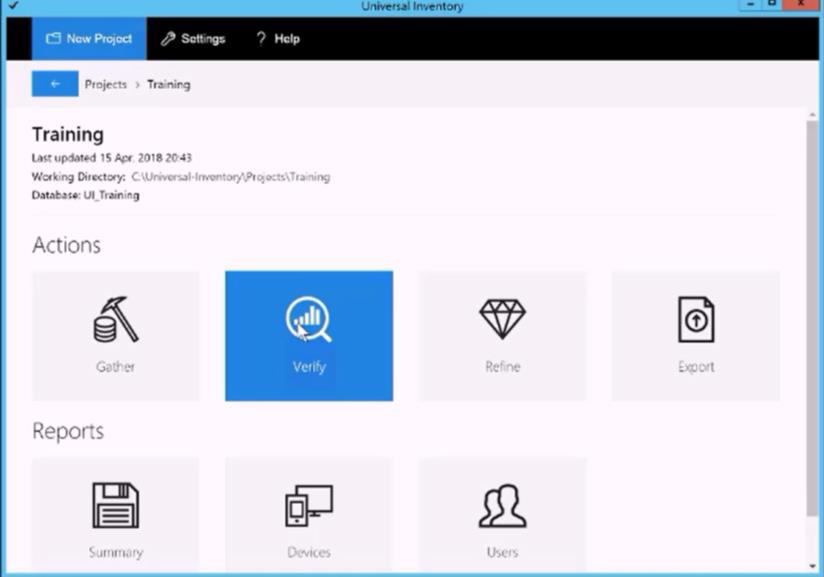 Universal Inventory
New Project Settings ? Help
Projects > Training
Training
Last updated 15 Apr. 2018 20:43
Working Directory: C:\Universal-Inventory\Projects\Training
Database: UI_Training
Actions
Gather Verify Refine Export
Reports
Summary Devices Users